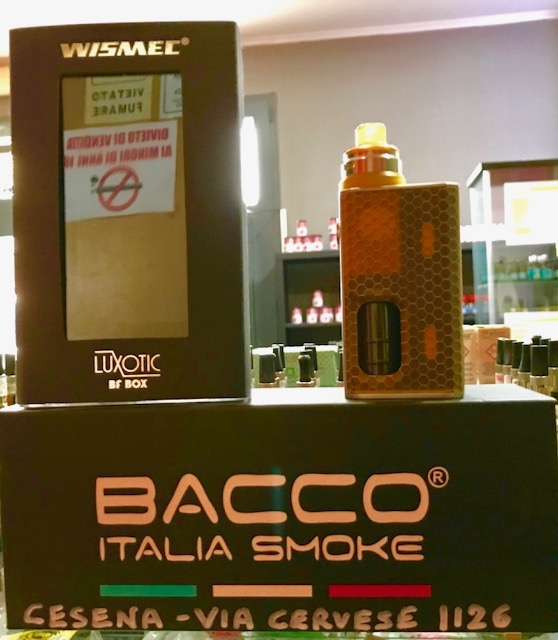 WISMEC®
VIETATO
FUMARE
DIVIETO DI VENDITA
AI MINORI DI ANNI 18
LUXOTIC
BF BOX
BACCO®
ITALIA SMOKE
CESENA - VIA CERVESE 1126